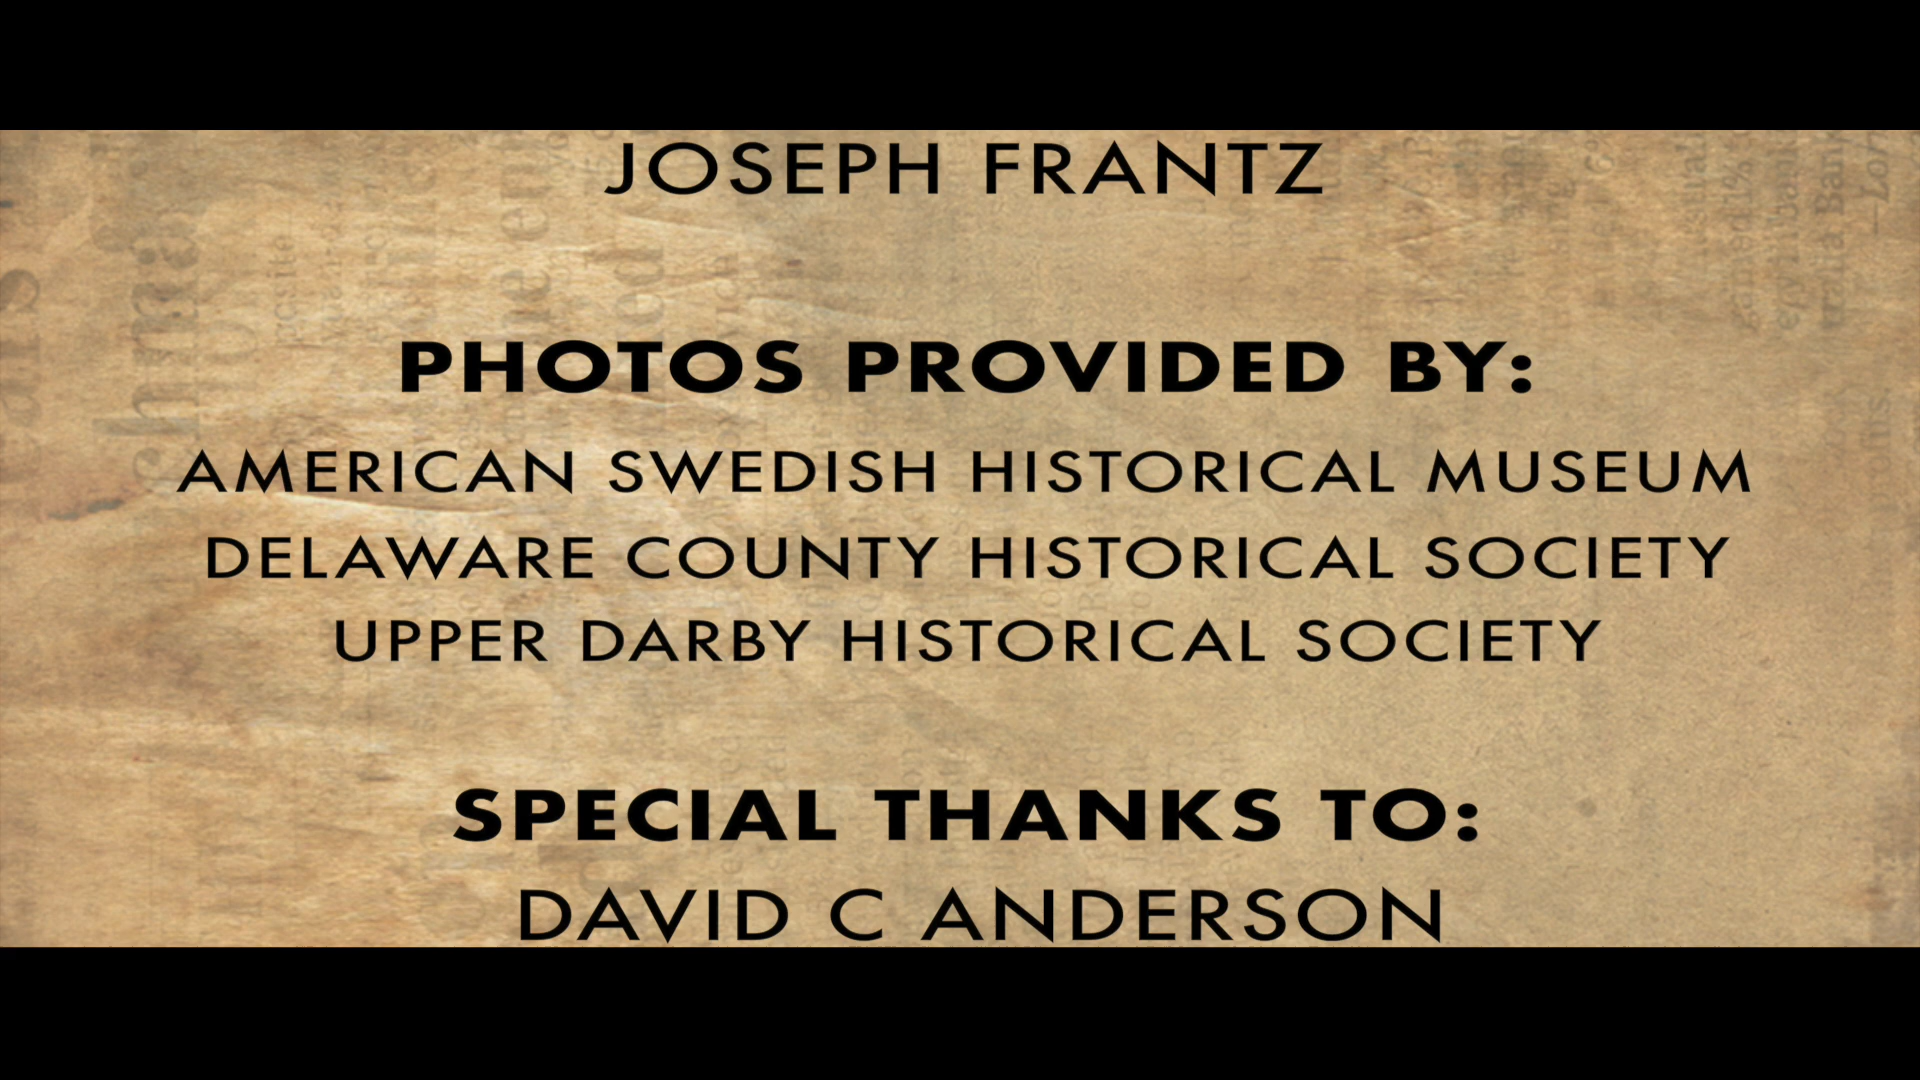 JOSEPH FRANTZ
PHOTOS PROVIDED BY:
AMERICAN SWEDISH HISTORICAL MUSEUM
DELAWARE COUNTY HISTORICAL SOCIETY
UPPER DARBY HISTORICAL SOCIETY
SPECIAL THANKS TO:
DAVID C ANDERSON